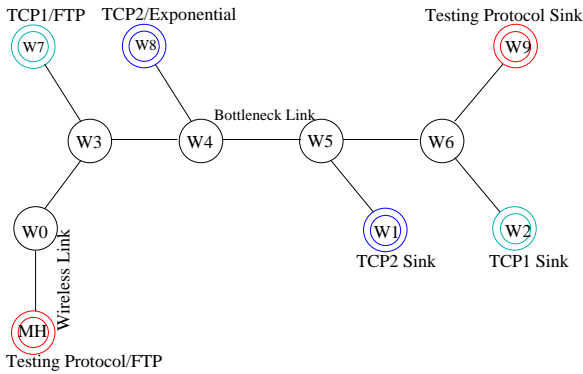 TCP1/FTP
TCP2/Exponential
Testing Protocol Sink
W7
W8
W9
Bottleneck Link
W3
W4
W5
W6
W0
Wireless Link
W1
W2
TCP2 Sink
TCP1 Sink
MH
Testing Protocol/FTP